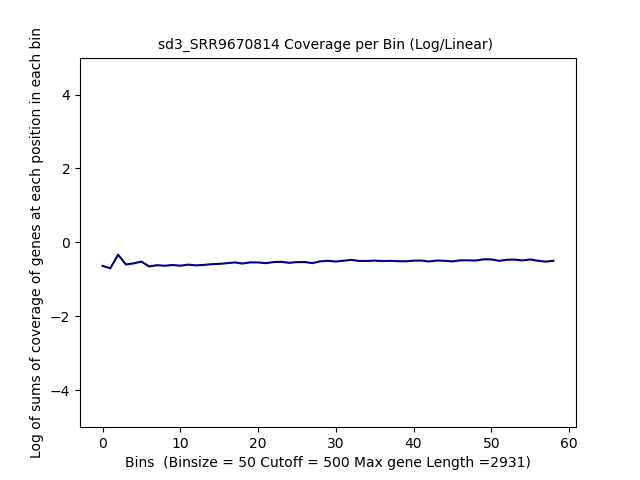 sd3_SRR9670814 Coverage per Bin (Log/Linear)
Log of sums of coverage of genes at each position in each bin
4
2
0
−2
−4
0 10 20 30 40 50 60
Bins  (Binsize = 50 Cutoff = 500 Max gene Length =2931)